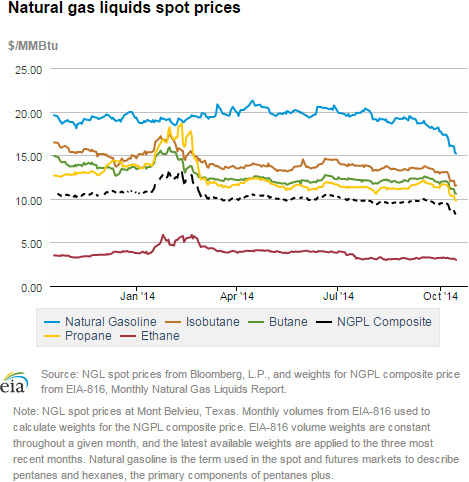 Natural gas liquids spot prices
$/MMBtu
25.00
20.00
15.00
10.00
5.00
0.00
Jan '14
Apr '14
Jul '14
Oct '14
Natural Gasoline
Isobutane
Butane
NGPL Composite
Propane
Ethane
eia
Source: NGL spot prices from Bloomberg, L.P., and weights for NGPL composite price
from EIA-816, Monthly Natural Gas Liquids Report.
Note: NGL spot prices at Mont Belvieu, Texas. Monthly volumes from EIA-816 used to
calculate weights for the NGPL composite price. EIA-816 volume weights are constant
throughout a given month, and the latest available weights are applied to the three most
recent months. Natural gasoline is the term used in the spot and futures markets to describe
pentanes and hexanes, the primary components of pentanes plus.